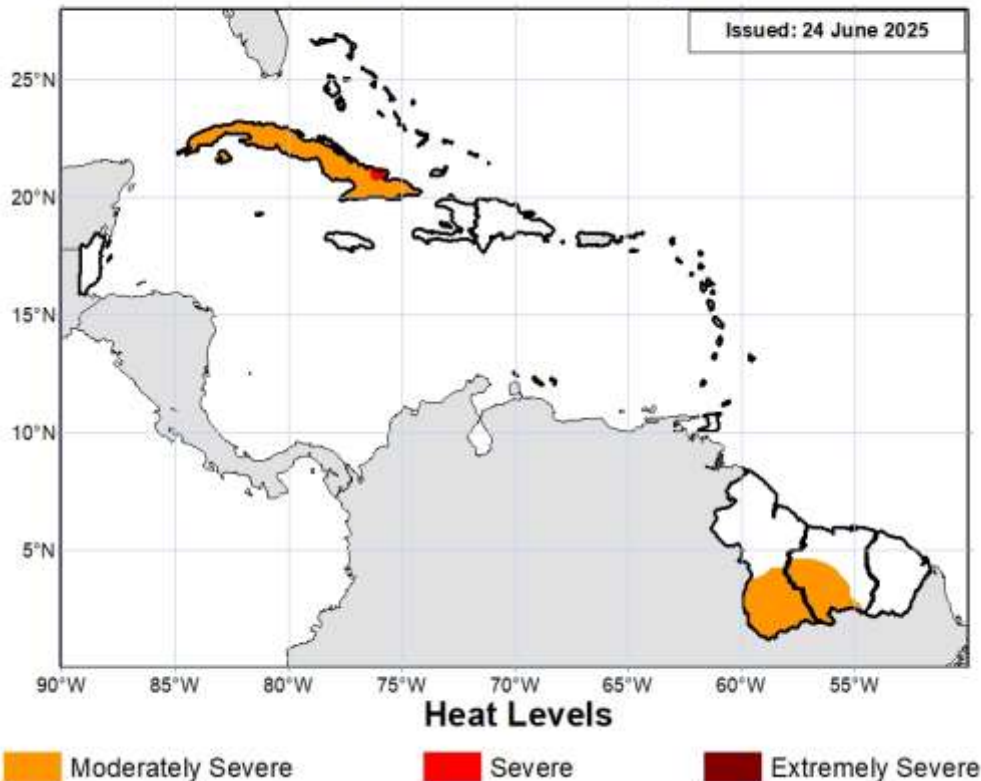 Issued: 24 June 2025
25°N
20°N
15°N
10°N
5°N
90°W 85°W 80°W 75°W 70°W 65°W 60°W 55°W
Heat Levels
Moderately Severe Severe Extremely Severe